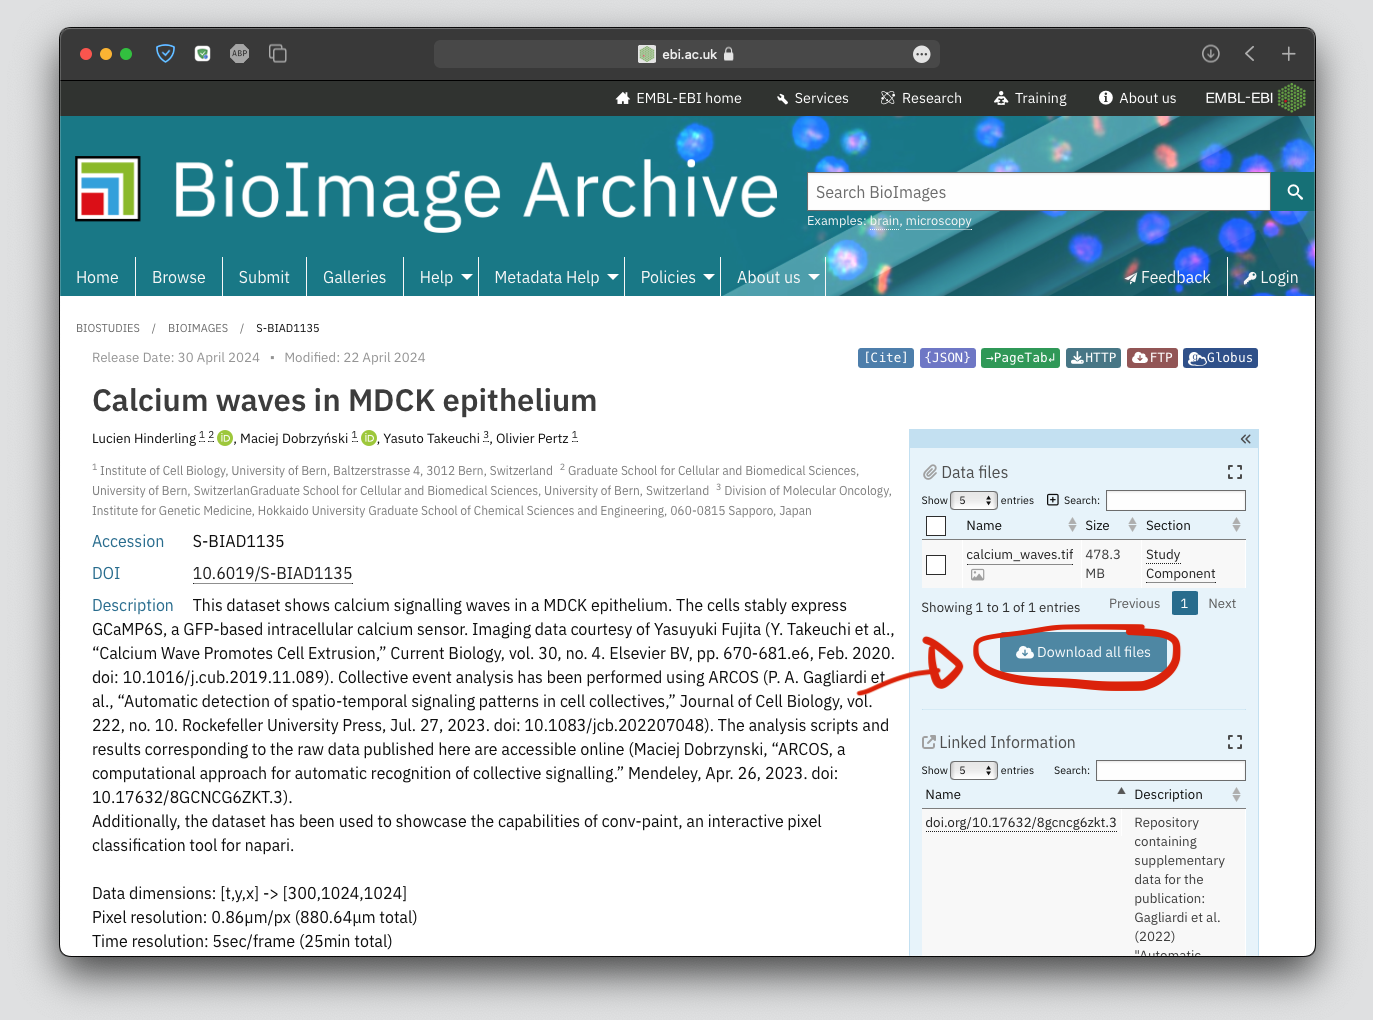 ABP
ebi.ac.uk
EMBL-EBI home
Services
Research
Training
About us
EMBL-EBI
BioImage Archive
Search BioImages
Examples: brain, microscopy
Home
Browse
Submit
Galleries
Help
Metadata Help
Policies
About us
Feedback
Login
BIOSTUDIES / BIOIMAGES / S-BIAD1135
Release Date: 30 April 2024 • Modified: 22 April 2024
[Cite]
{JSON}
→PageTab↲
HTTP
FTP
Globus
Calcium waves in MDCK epithelium
Lucien Hinderling 1 2 iD, Maciej Dobrzyński 1 iD, Yasuto Takeuchi 3, Olivier Pertz 1
1 Institute of Cell Biology, University of Bern, Baltzerstrasse 4, 3012 Bern, Switzerland 2 Graduate School for Cellular and Biomedical Sciences,
University of Bern, SwitzerlanGraduate School for Cellular and Biomedical Sciences, University of Bern, Switzerland 3 Division of Molecular Oncology,
Institute for Genetic Medicine, Hokkaido University Graduate School of Chemical Sciences and Engineering, 060-0815 Sapporo, Japan
Accession S-BIAD1135
DOI 10.6019/S-BIAD1135
Description This dataset shows calcium signalling waves in a MDCK epithelium. The cells stably express
GCaMP6S, a GFP-based intracellular calcium sensor. Imaging data courtesy of Yasuyuki Fujita (Y. Takeuchi et al.,
“Calcium Wave Promotes Cell Extrusion,” Current Biology, vol. 30, no. 4. Elsevier BV, pp. 670-681.e6, Feb. 2020.
doi: 10.1016/j.cub.2019.11.089). Collective event analysis has been performed using ARCOS (P. A. Gagliardi et
al., “Automatic detection of spatio-temporal signaling patterns in cell collectives,” Journal of Cell Biology, vol.
222, no. 10. Rockefeller University Press, Jul. 27, 2023. doi: 10.1083/jcb.202207048). The analysis scripts and
results corresponding to the raw data published here are accessible online (Maciej Dobrzynski, “ARCOS, a
computational approach for automatic recognition of collective signalling.” Mendeley, Apr. 26, 2023. doi:
10.17632/8GCNCG6ZKT.3).
Additionally, the dataset has been used to showcase the capabilities of conv-paint, an interactive pixel
classification tool for napari.
Data dimensions: [t,y,x] -> [300,1024,1024]
Pixel resolution: 0.86µm/px (880.64µm total)
Time resolution: 5sec/frame (25min total)
«
Data files
Show 5 entries Search:
Name Size Section
calcium_waves.tif 478.3 Study
MB Component
Showing 1 to 1 of 1 entries Previous 1 Next
Download all files
Linked Information
Show 5 entries Search:
Name Description
doi.org/10.17632/8gcncg6zkt.3 Repository
containing
supplementary
data for the
publication:
Gagliardi et al.
(2022)
"Automatic